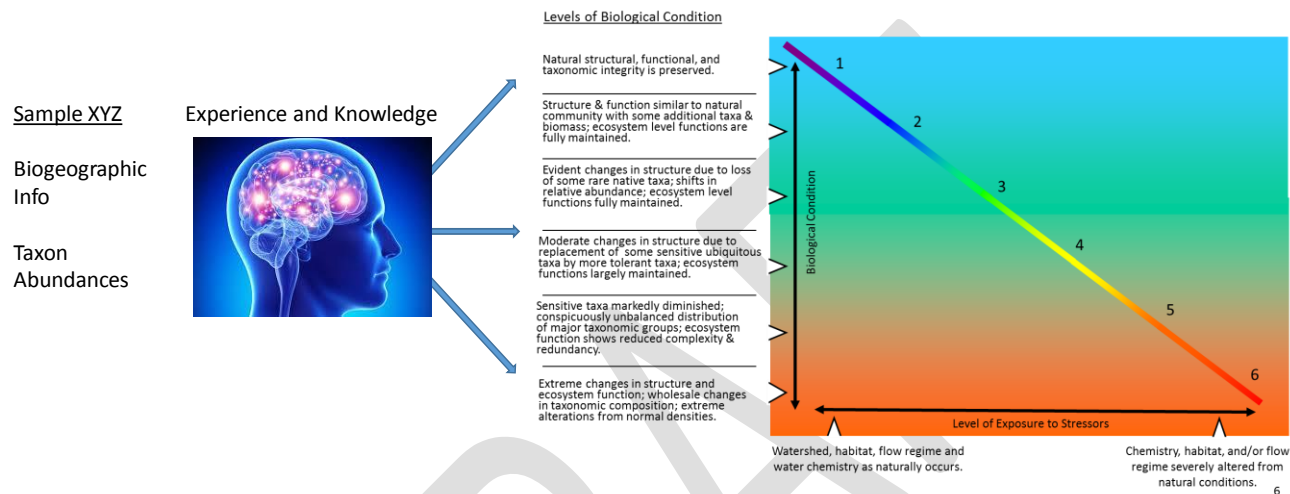 Levels of Biological Condition
Sample XYZ
Biogeographic
Info
Taxon
Abundances
Experience and Knowledge
Natural structural, functional, and
taxonomic integrity is preserved.
Structure & function similar to natural
community with some additional taxa &
biomass; ecosystem level functions are
fully maintained.
Evident changes in structure due to loss
of some rare native taxa; shifts in
relative abundance; ecosystem level
functions fully maintained.
Moderate changes in structure due to
replacement of some sensitive ubiquitous
taxa by more tolerant taxa; ecosystem
functions largely maintained.
Sensitive taxa markedly diminished;
conspicuously unbalanced distribution
of major taxonomic groups; ecosystem
function shows reduced complexity &
redundancy.
Extreme changes in structure and
ecosystem function; wholesale changes
in taxonomic composition; extreme
alterations from normal densities.
Biological Condition
1
2
3
4
5
6
Level of Exposure to Stressors
Watershed, habitat, flow regime and
water chemistry as naturally occurs.
Chemistry, habitat, and/or flow
regime severely altered from
natural conditions.
6